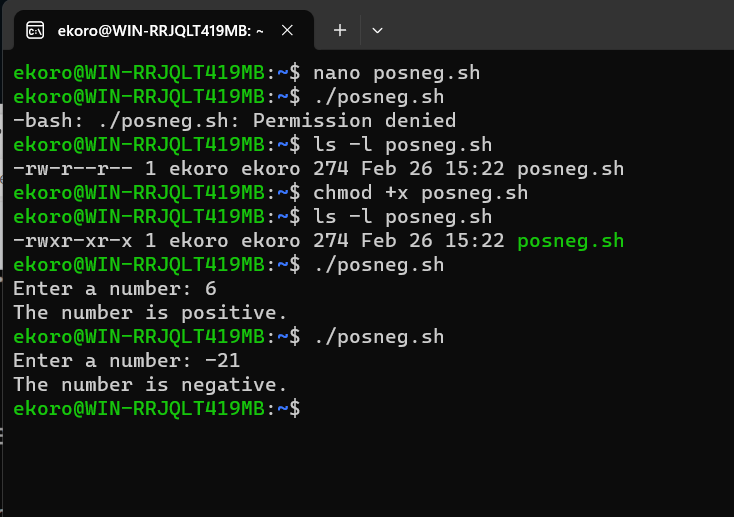 ekoro@WIN-RRJQLT419MB: ~
ekoro@WIN-RRJQLT419MB:~$ nano posneg.sh
ekoro@WIN-RRJQLT419MB:~$ ./posneg.sh
-bash: ./posneg.sh: Permission denied
ekoro@WIN-RRJQLT419MB:~$ ls -l posneg.sh
-rw-r--r-- 1 ekoro ekoro 274 Feb 26 15:22 posneg.sh
ekoro@WIN-RRJQLT419MB:~$ chmod +x posneg.sh
ekoro@WIN-RRJQLT419MB:~$ ls -l posneg.sh
-rwxr-xr-x 1 ekoro ekoro 274 Feb 26 15:22 posneg.sh
ekoro@WIN-RRJQLT419MB:~$ ./posneg.sh
Enter a number: 6
The number is positive.
ekoro@WIN-RRJQLT419MB:~$ ./posneg.sh
Enter a number: -21
The number is negative.
ekoro@WIN-RRJQLT419MB:~$